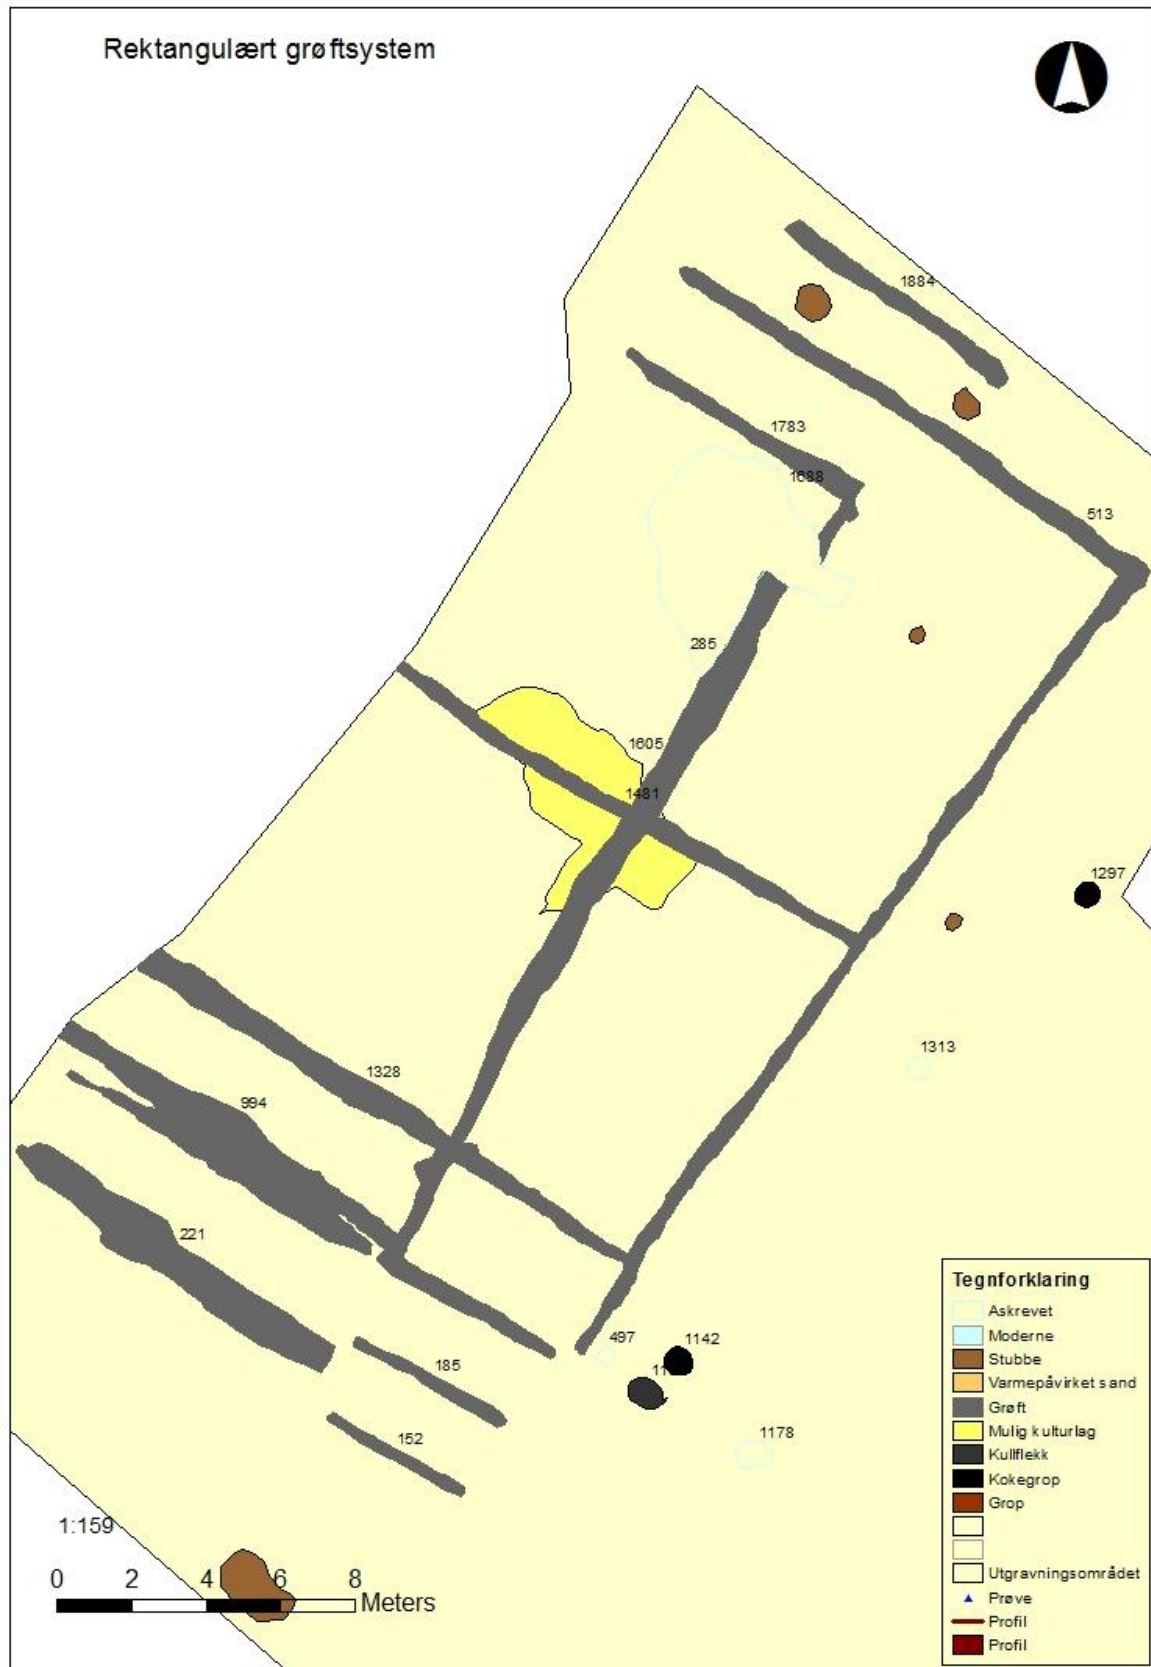 Rektangulært grøftsystem
1884
1783
1688
513
285
1605
1481
1297
1313
1328
994
221
497
1142
185
1178
152
1:159
0 2 4 6 8
Meters
Tegnforklaring
Askrevet
Moderne
Stubbe
Varmepåvirket sand
Grøft
Mulig kulturlag
Kullflekk
Kokegrop
Grop
Utgravningsområdet
Prøve
Profil
Profil